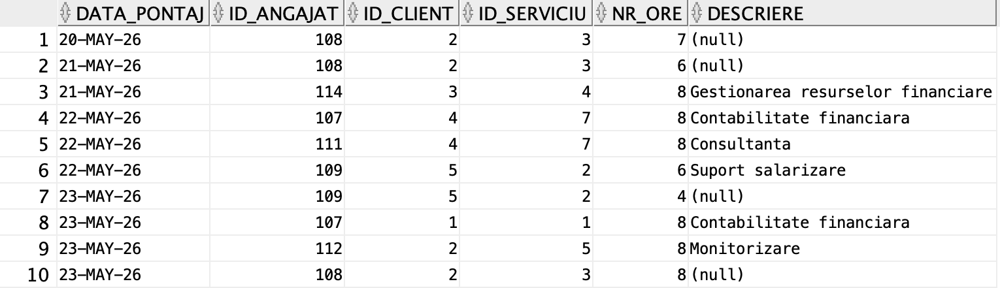 DATA_PONTAJ ID_ANGAJAT ID_CLIENT ID_SERVICIU NR_ORE DESCRIERE
1 20-MAY-26 108 2 3 7 (null)
2 21-MAY-26 108 2 3 6 (null)
3 21-MAY-26 114 3 4 8 Gestionarea resurselor financiare
4 22-MAY-26 107 4 7 8 Contabilitate financiara
5 22-MAY-26 111 4 7 8 Consultanta
6 22-MAY-26 109 5 2 6 Suport salarizare
7 23-MAY-26 109 5 2 4 (null)
8 23-MAY-26 107 1 1 8 Contabilitate financiara
9 23-MAY-26 112 2 5 8 Monitorizare
10 23-MAY-26 108 2 3 8 (null)